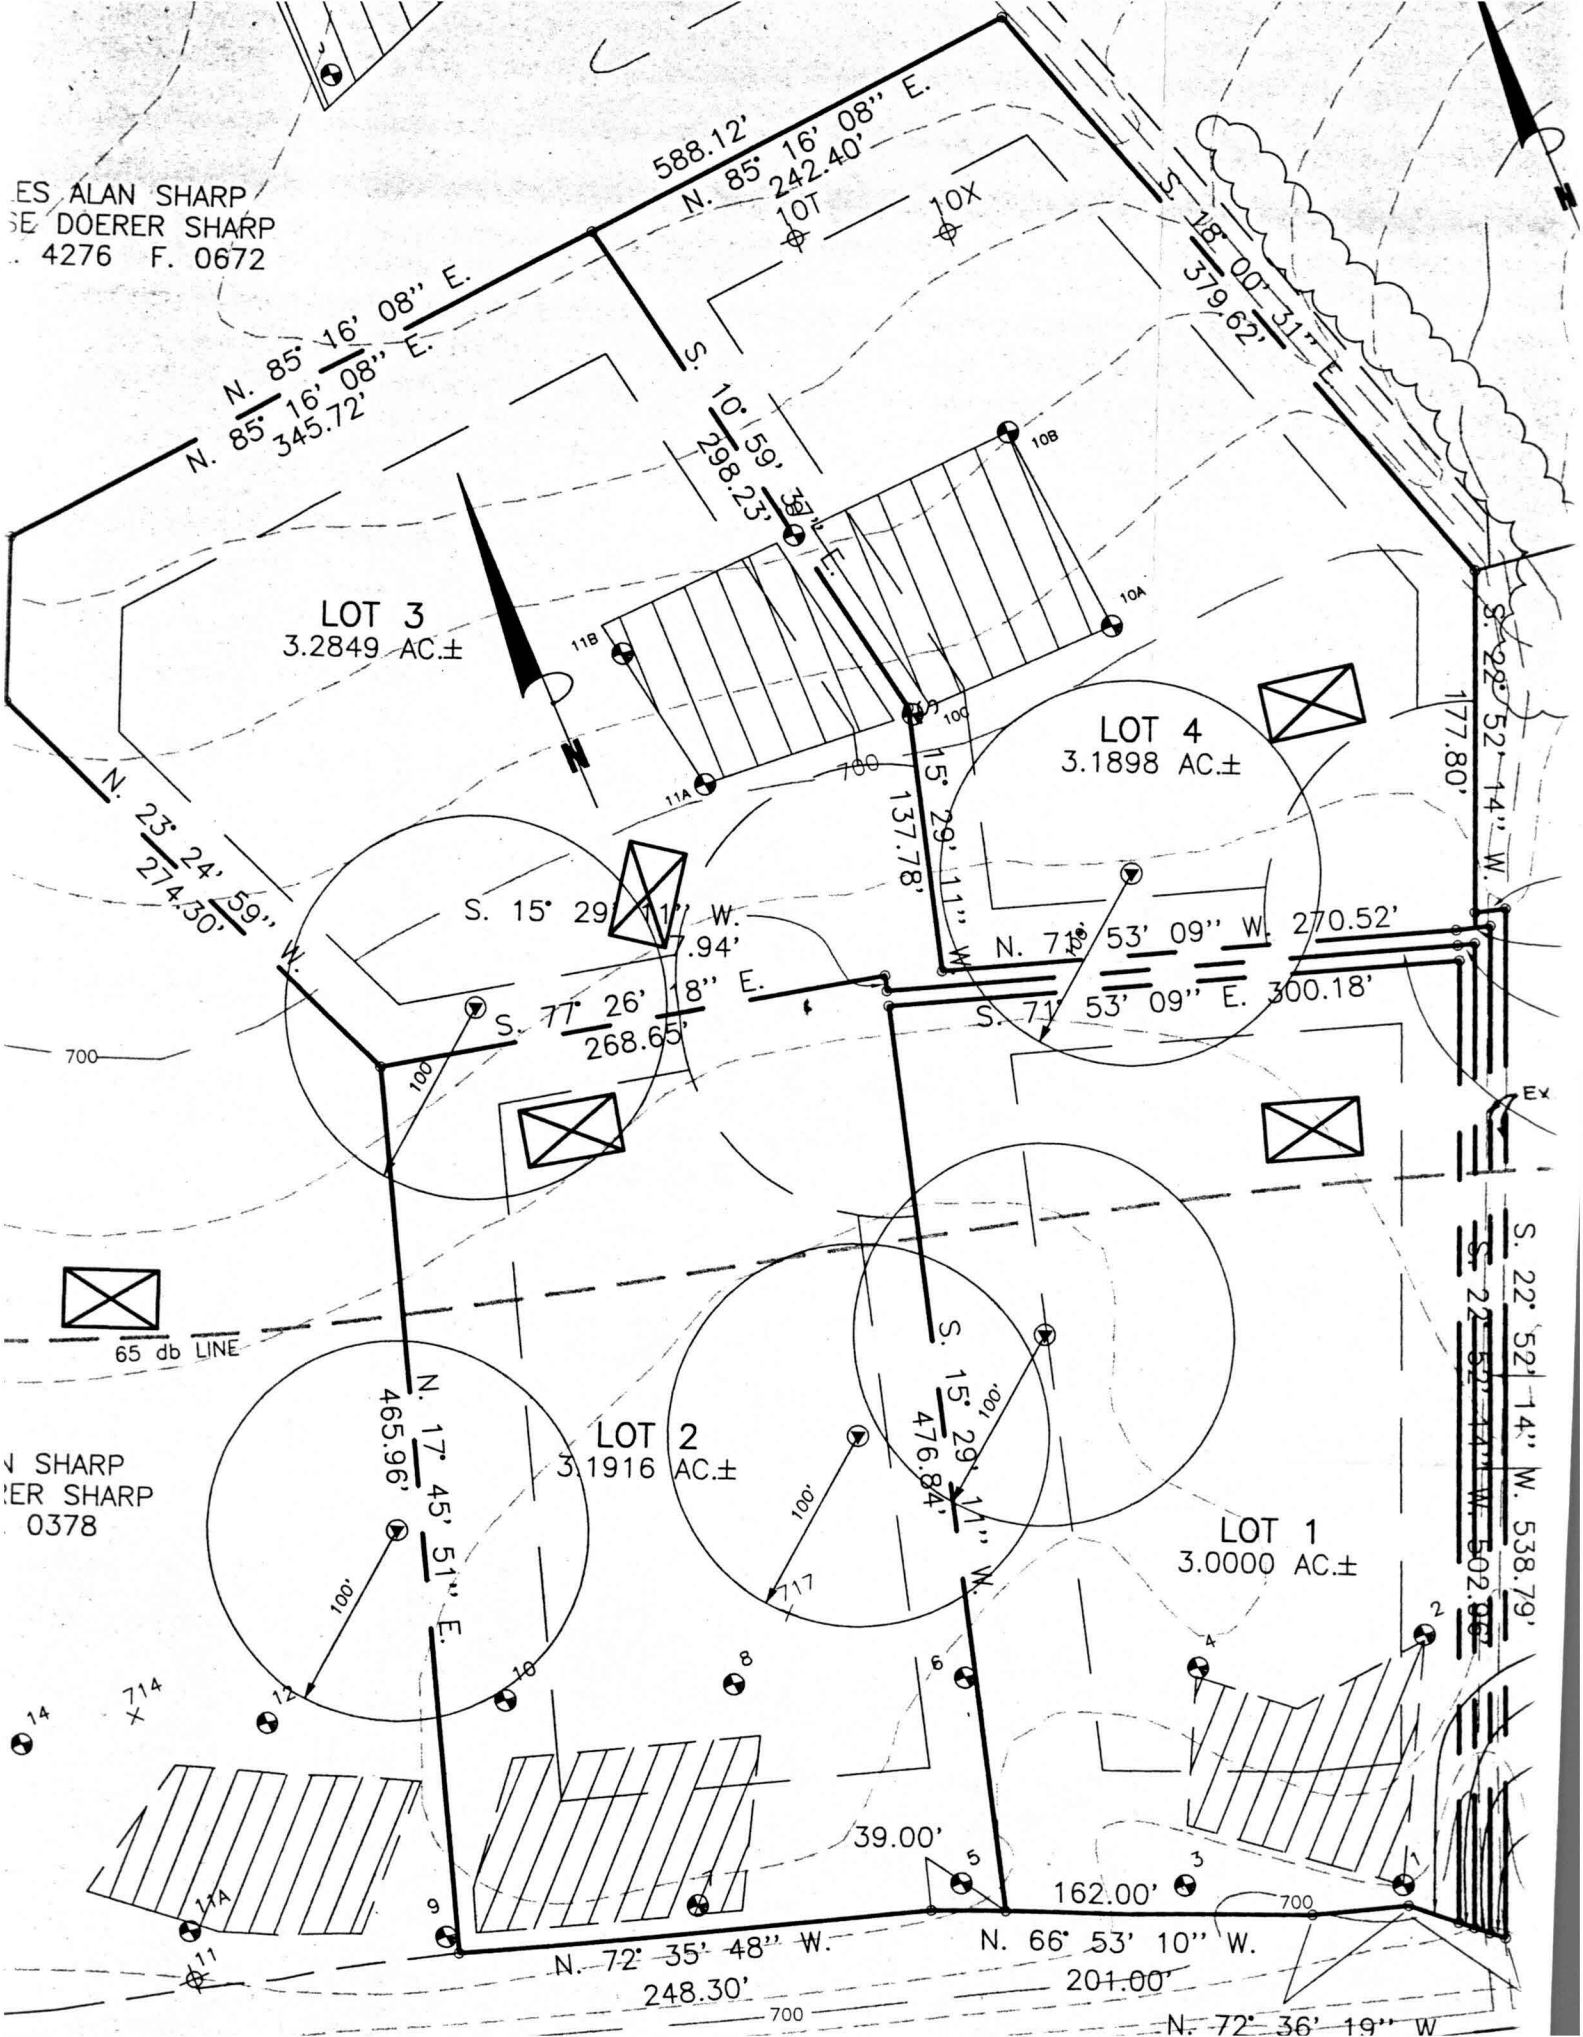 588.12'
N. 85° 16' 08" E.
242.40'
10T
10X
ES ALAN SHARP
SE DOERER SHARP
. 4276 F. 0672
N. 85° 16' 08" E.
N. 85° 16' 08" E.
345.72'
S. 18° 00' 31" E.
379.62'
N
S. 10° 59' 37" E.
298.23'
10B
10A
11B
11A
10C
LOT 3
3.2849 AC.±
N
LOT 4
3.1898 AC.±
S. 22° 52' 14" W.
177.80'
700
15° 29' 11" W.
137.78'
N. 23° 24' 59" W.
274.30'
S. 15° 29' 11" W.
7.94'
N. 71° 53' 09" W. 270.52'
100'
S. 77° 26' 18" E.
268.65'
S. 71° 53' 09" E. 300.18'
700
100'
EX
65 db LINE
S. 22° 52' 14" W. 538.79'
S. 22° 52' 14" W. 502.96'
N. 17° 45' 51" E.
465.96'
S. 15° 29' 11" W.
476.84'
100'
LOT 2
3.1916 AC.±
N SHARP
RER SHARP
0378
100'
100'
717
LOT 1
3.0000 AC.±
2
4
6
8
10
12
14
714
39.00'
5
3
1
162.00'
700
9
7
11A
11
N. 72° 35' 48" W.
248.30'
N. 66° 53' 10" W.
201.00'
700
N. 72° 36' 19" W